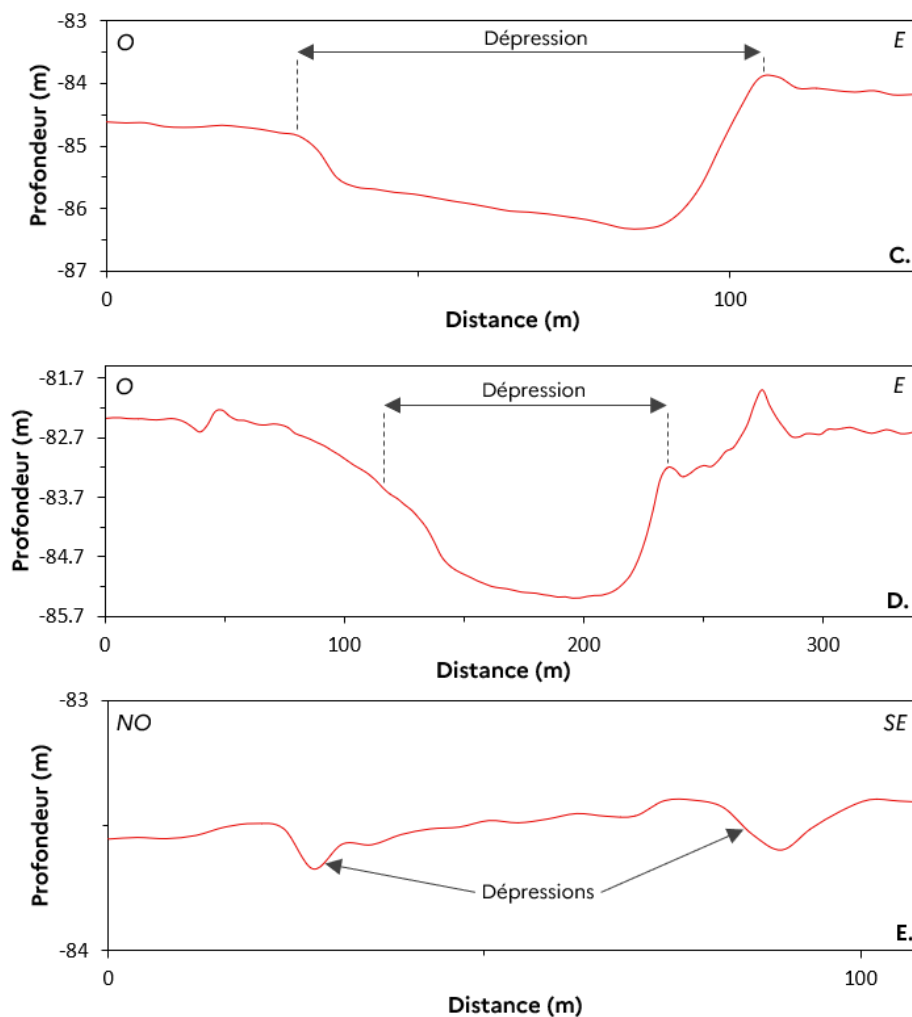 -83
O
Dépression
E
-84
-85
-86
-87
Profondeur (m)
C.
0
100
Distance (m)
-81.7
O
Dépression
E
-82.7
-83.7
-84.7
-85.7
Profondeur (m)
D.
0
100
200
300
Distance (m)
-83
NO
SE
Profondeur (m)
Dépressions
E.
-84
0
100
Distance (m)